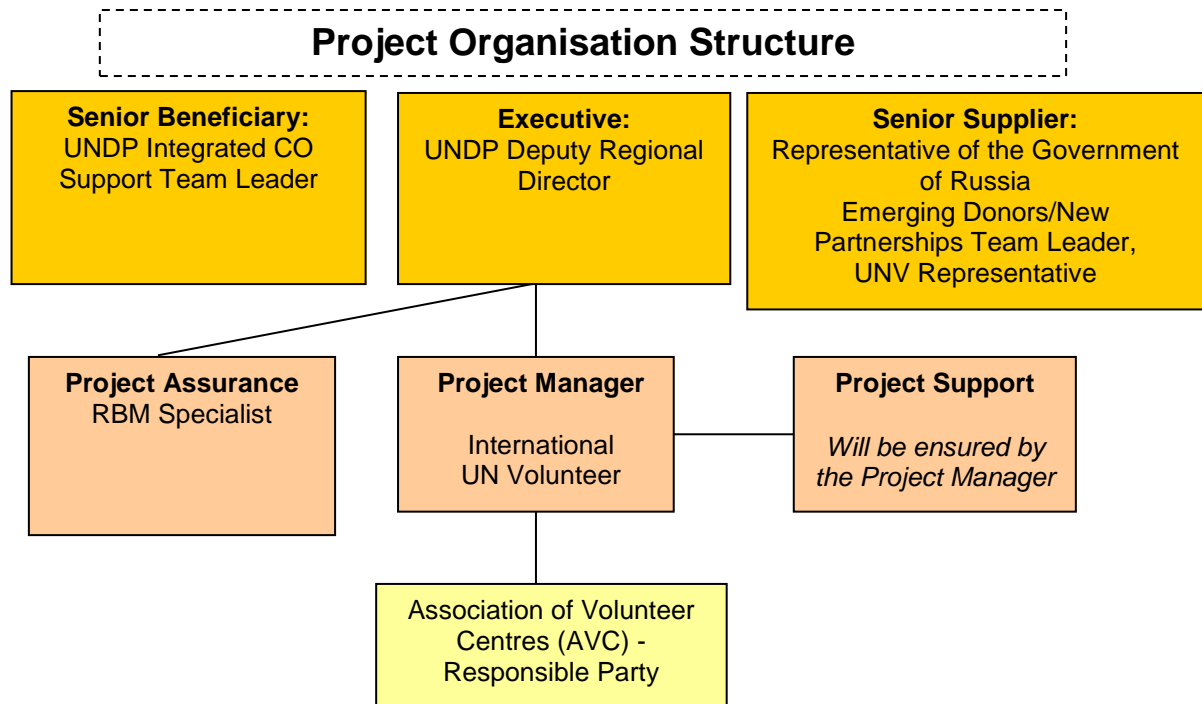 Project Organisation Structure
Senior Beneficiary:
UNDP Integrated CO
Support Team Leader
Executive:
UNDP Deputy Regional
Director
Senior Supplier:
Representative of the Government
of Russia
Emerging Donors/New
Partnerships Team Leader,
UNV Representative
Project Assurance
RBM Specialist
Project Manager
International
UN Volunteer
Project Support
Will be ensured by
the Project Manager
Association of Volunteer
Centres (AVC) -
Responsible Party